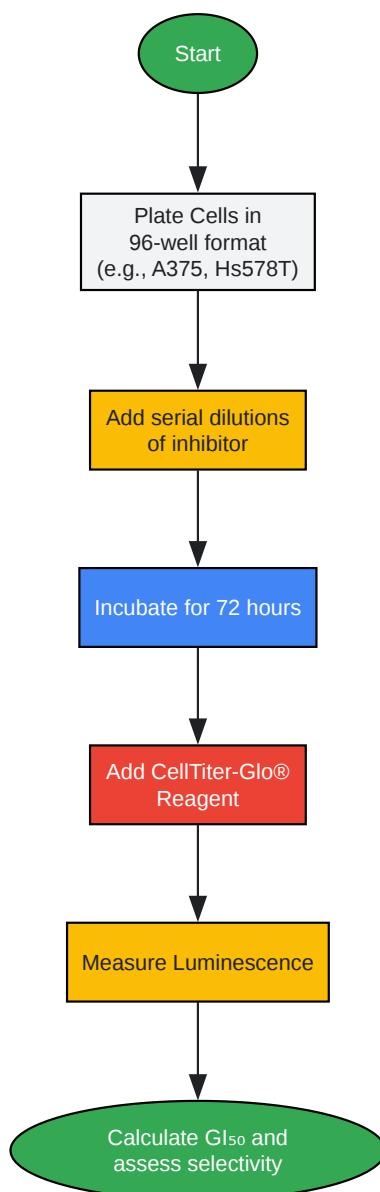 Start
Plate Cells in
96-well format
(e.g., A375, Hs578T)
Add serial dilutions
of inhibitor
Incubate for 72 hours
Add CellTiter-Glo®
Reagent
Measure Luminescence
Calculate GI₅₀ and
assess selectivity